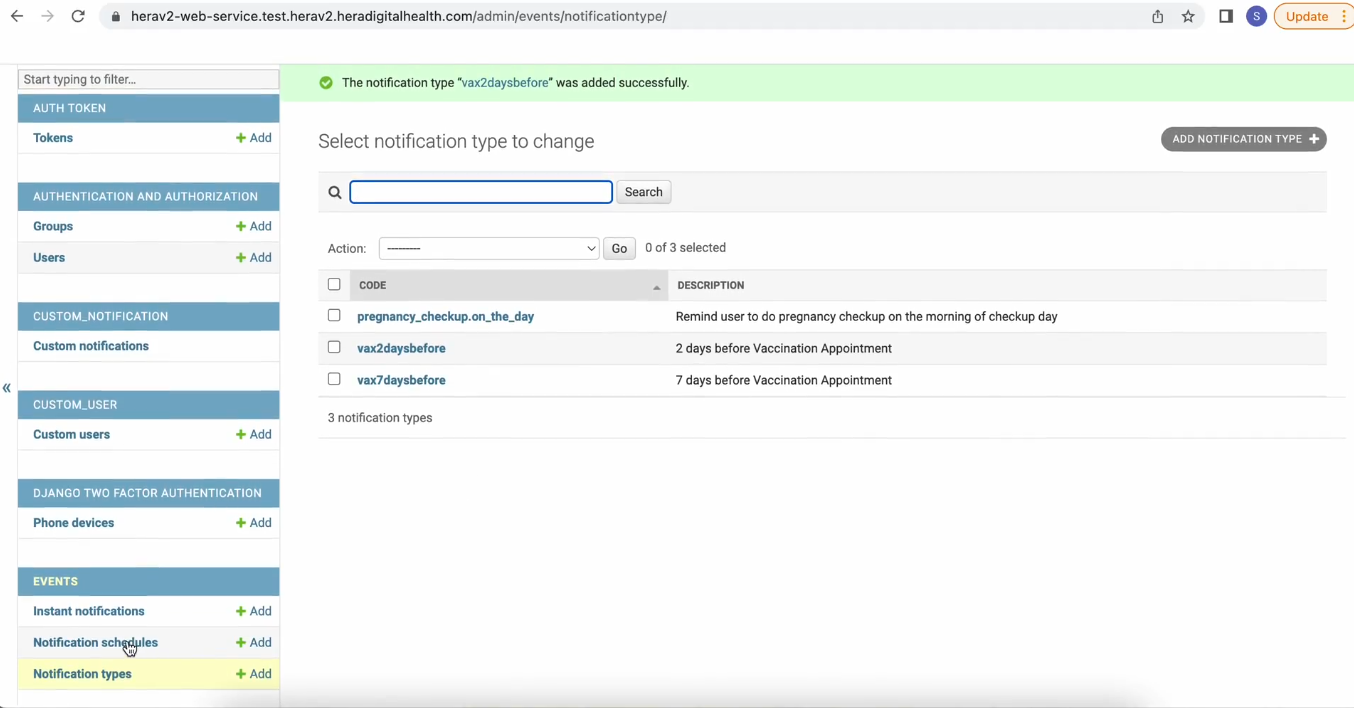 herav2-web-service.test.herav2.heradigitalhealth.com/admin/events/notificationtype/
S
Update
Start typing to filter...
The notification type “vax2daysbefore” was added successfully.
AUTH TOKEN
Tokens + Add
Select notification type to change
ADD NOTIFICATION TYPE +
AUTHENTICATION AND AUTHORIZATION
Search
Groups + Add
Action: --------- Go 0 of 3 selected
Users + Add
CODE DESCRIPTION
CUSTOM_NOTIFICATION
pregnancy_checkup.on_the_day Remind user to do pregnancy checkup on the morning of checkup day
Custom notifications
vax2daysbefore 2 days before Vaccination Appointment
vax7daysbefore 7 days before Vaccination Appointment
«
CUSTOM_USER
3 notification types
Custom users + Add
DJANGO TWO FACTOR AUTHENTICATION
Phone devices + Add
EVENTS
Instant notifications + Add
Notification schedules + Add
Notification types + Add